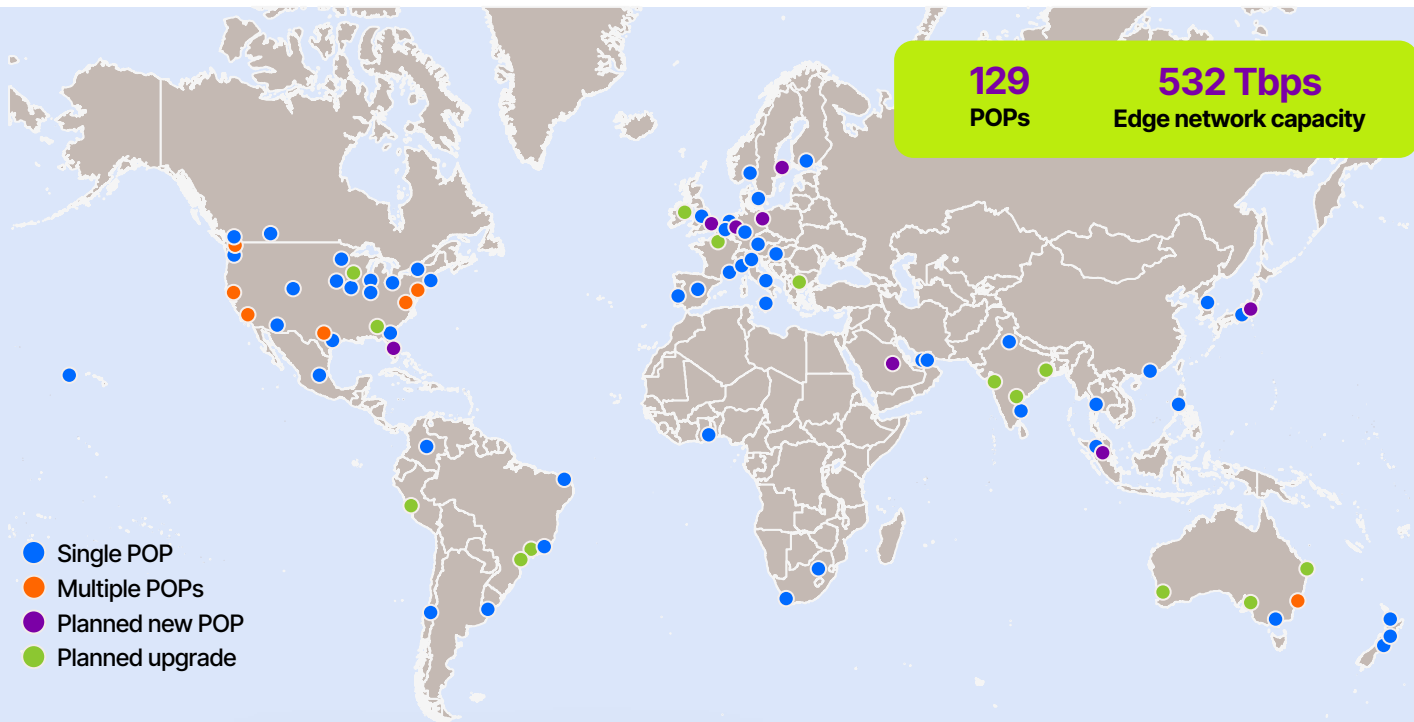 129
POPs
532 Tbps
Edge network capacity
Single POP
Multiple POPs
Planned new POP
Planned upgrade